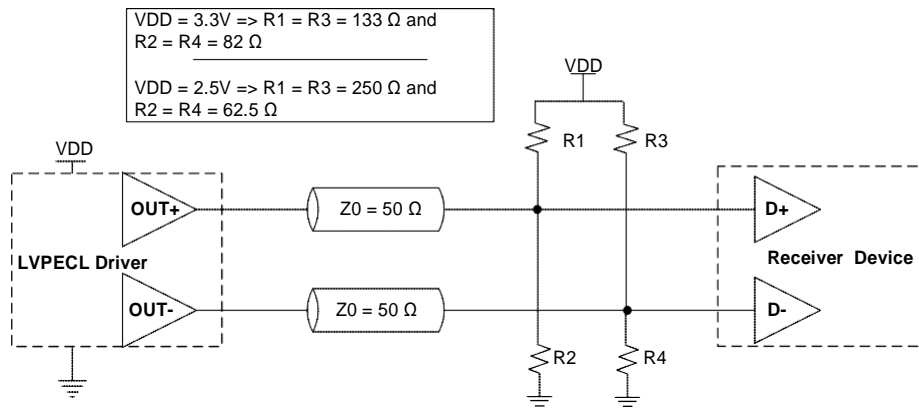 VDD = 3.3V => R1 = R3 = 133 Ω and
R2 = R4 = 82 Ω
VDD = 2.5V => R1 = R3 = 250 Ω and
R2 = R4 = 62.5 Ω
VDD
R1
R3
VDD
OUT+
Z0 = 50 Ω
D+
LVPECL Driver
Receiver Device
OUT-
Z0 = 50 Ω
D-
R2
R4